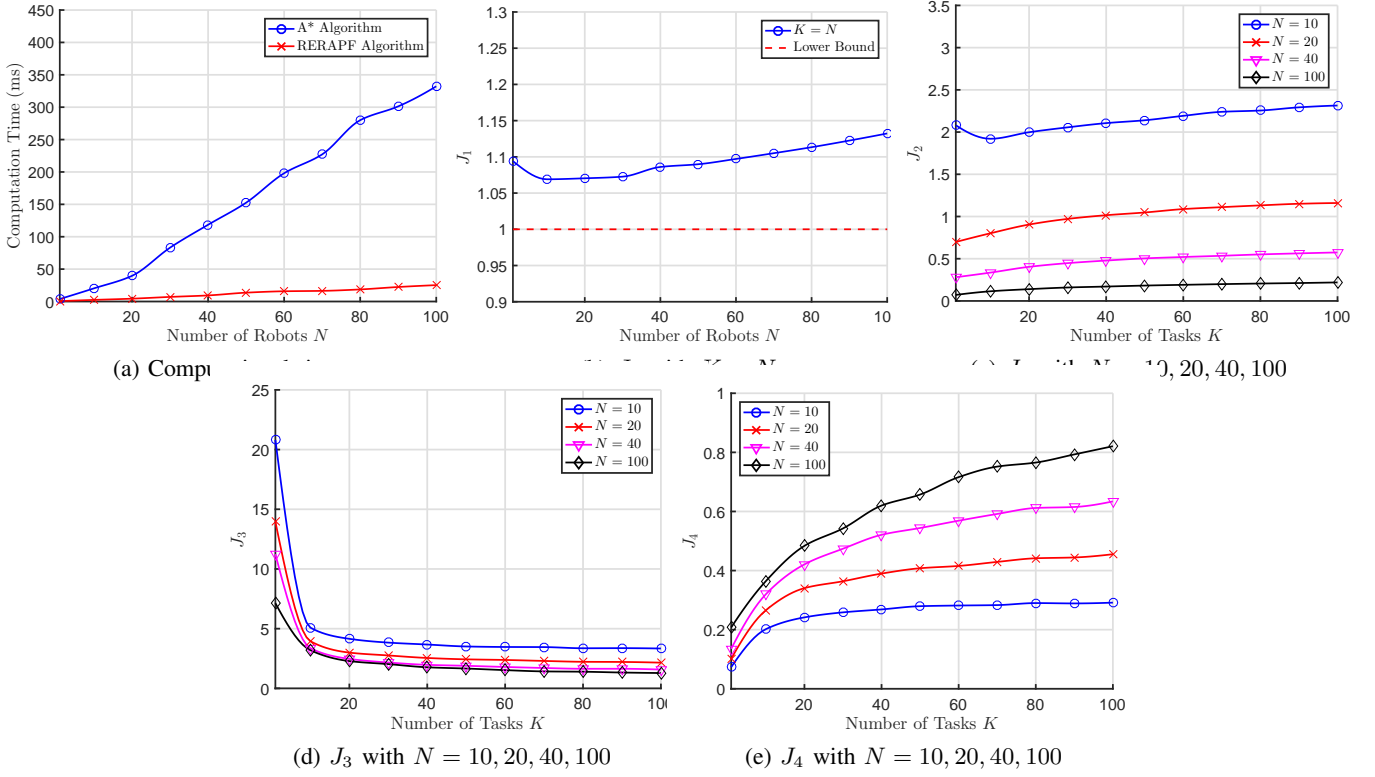 450
400
350
300
250
200
150
100
50
0
Computation Time (ms)
A* Algorithm
RERAPF Algorithm
20 40 60 80 100
Number of Robots N
1.3
1.25
1.2
1.15
1.1
1.05
1
0.95
0.9
J1
K = N
Lower Bound
20 40 60 80 10
Number of Robots N
3.5
3
2.5
2
1.5
1
0.5
0
J2
N = 10
N = 20
N = 40
N = 100
20 40 60 80 100
Number of Tasks K
(a)
with N 10, 20, 40, 100
25
20
15
10
5
0
J3
N = 10
N = 20
N = 40
N = 100
20 40 60 80 100
Number of Tasks K
(d) J3 with N = 10, 20, 40, 100
1
0.8
0.6
0.4
0.2
0
J4
N = 10
N = 20
N = 40
N = 100
20 40 60 80 100
Number of Tasks K
(e) J4 with N = 10, 20, 40, 100